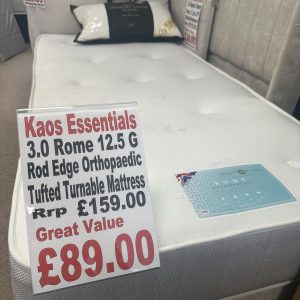 Kaos Essentials
3.0 Rome 12.5 G
Rod Edge Orthopaedic
Tufted Turnable Mattress
Rrp £159.00
Great Value
£89.00
ROMA